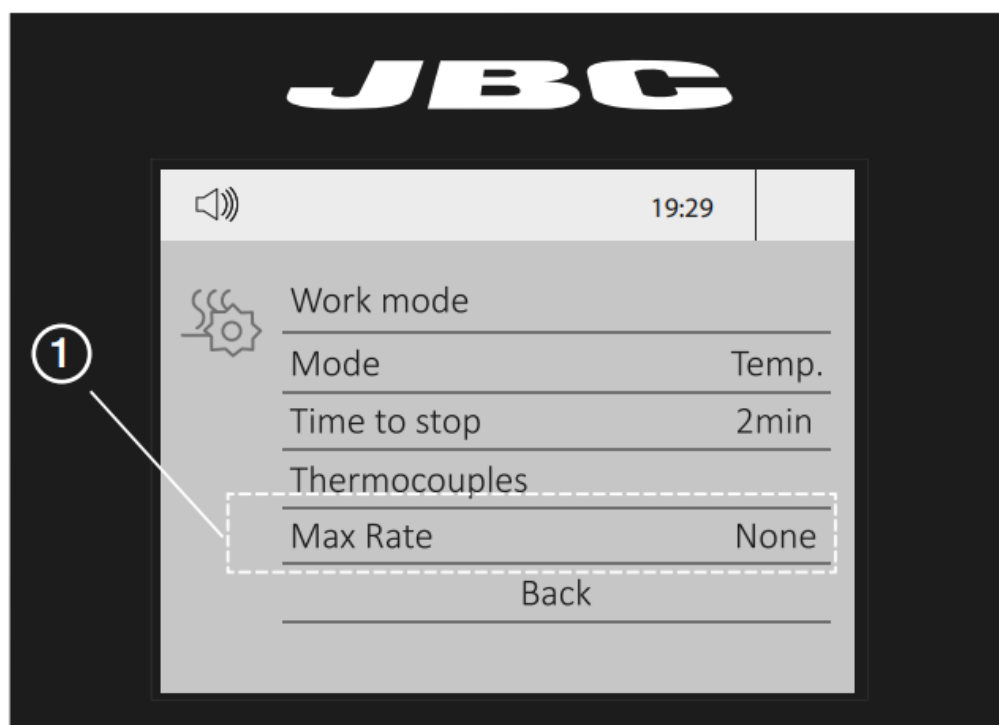 JBC
19:29
Work mode
1
Mode Temp.
Time to stop 2min
Thermocouples
Max Rate None
Back